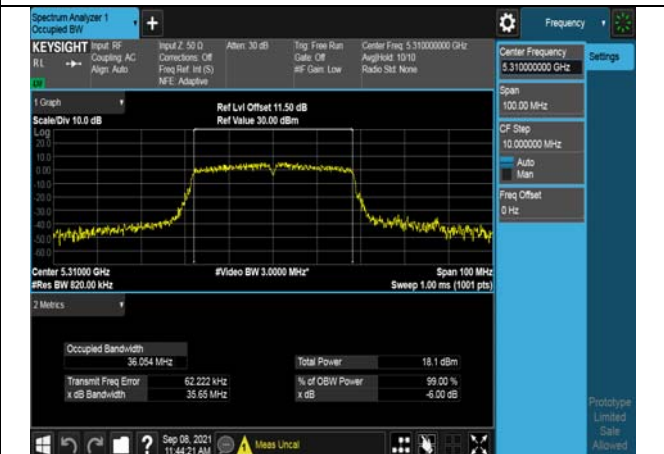 Spectrum Analyzer 1
Occupied BW
+
Frequency
KEYSIGHT Input: RF Input Z: 50 Ω Atten: 30 dB Trig: Free Run Center Freq: 5.310000000 GHz
RL Coupling: AC Corrections: Off Gate: Off Avg|Hold: 10/10
Align: Auto Freq Ref: Int (S) #IF Gain: Low Radio Std: None
NFE: Adaptive
Center Frequency
5.310000000 GHz
Settings
Span
100.00 MHz
CF Step
10.000000 MHz
Auto
Man
Freq Offset
0 Hz
1 Graph
Ref Lvl Offset 11.50 dB
Scale/Div 10.0 dB Ref Value 30.00 dBm
Log
20.0
10.0
0.00
-10.0
-20.0
-30.0
-40.0
-50.0
-60.0
Center 5.31000 GHz #Video BW 3.0000 MHz* Span 100 MHz
#Res BW 820.00 kHz Sweep 1.00 ms (1001 pts)
2 Metrics
Occupied Bandwidth
36.054 MHz Total Power 18.1 dBm
Transmit Freq Error 62.222 kHz % of OBW Power 99.00 %
x dB Bandwidth 35.65 MHz x dB -6.00 dB
Prototype
Limited
Sale
Allowed
? Sep 08, 2021
11:44:21 AM Meas Uncal